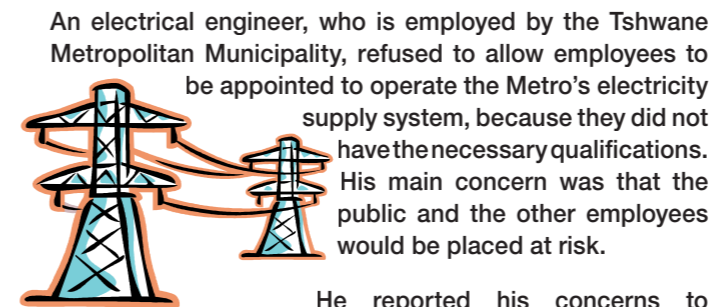 An electrical engineer, who is employed by the Tshwane
Metropolitan Municipality, refused to allow employees to
be appointed to operate the Metro's electricity
supply system, because they did not
have the necessary qualifications.
His main concern was that the
public and the other employees
would be placed at risk.
He reported his concerns to